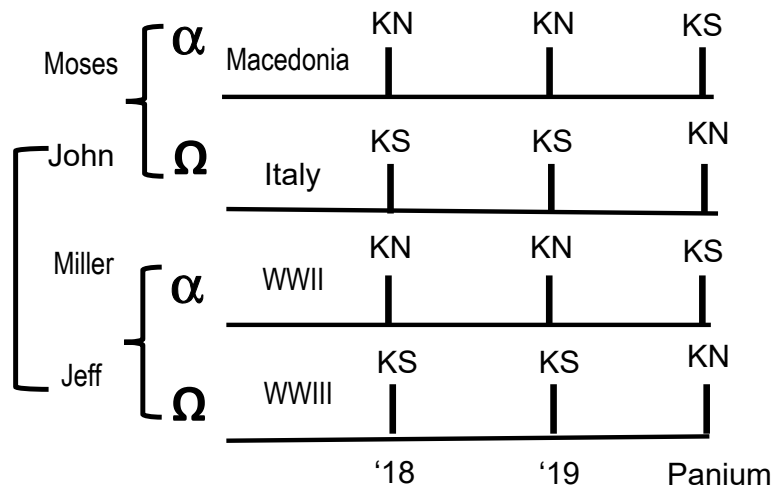 KN KN KS
Moses α Macedonia
KS KS KN
John Ω Italy
KN KN KS
Miller α WWII
KS KS KN
Jeff Ω WWIII
‘18 ‘19 Panium